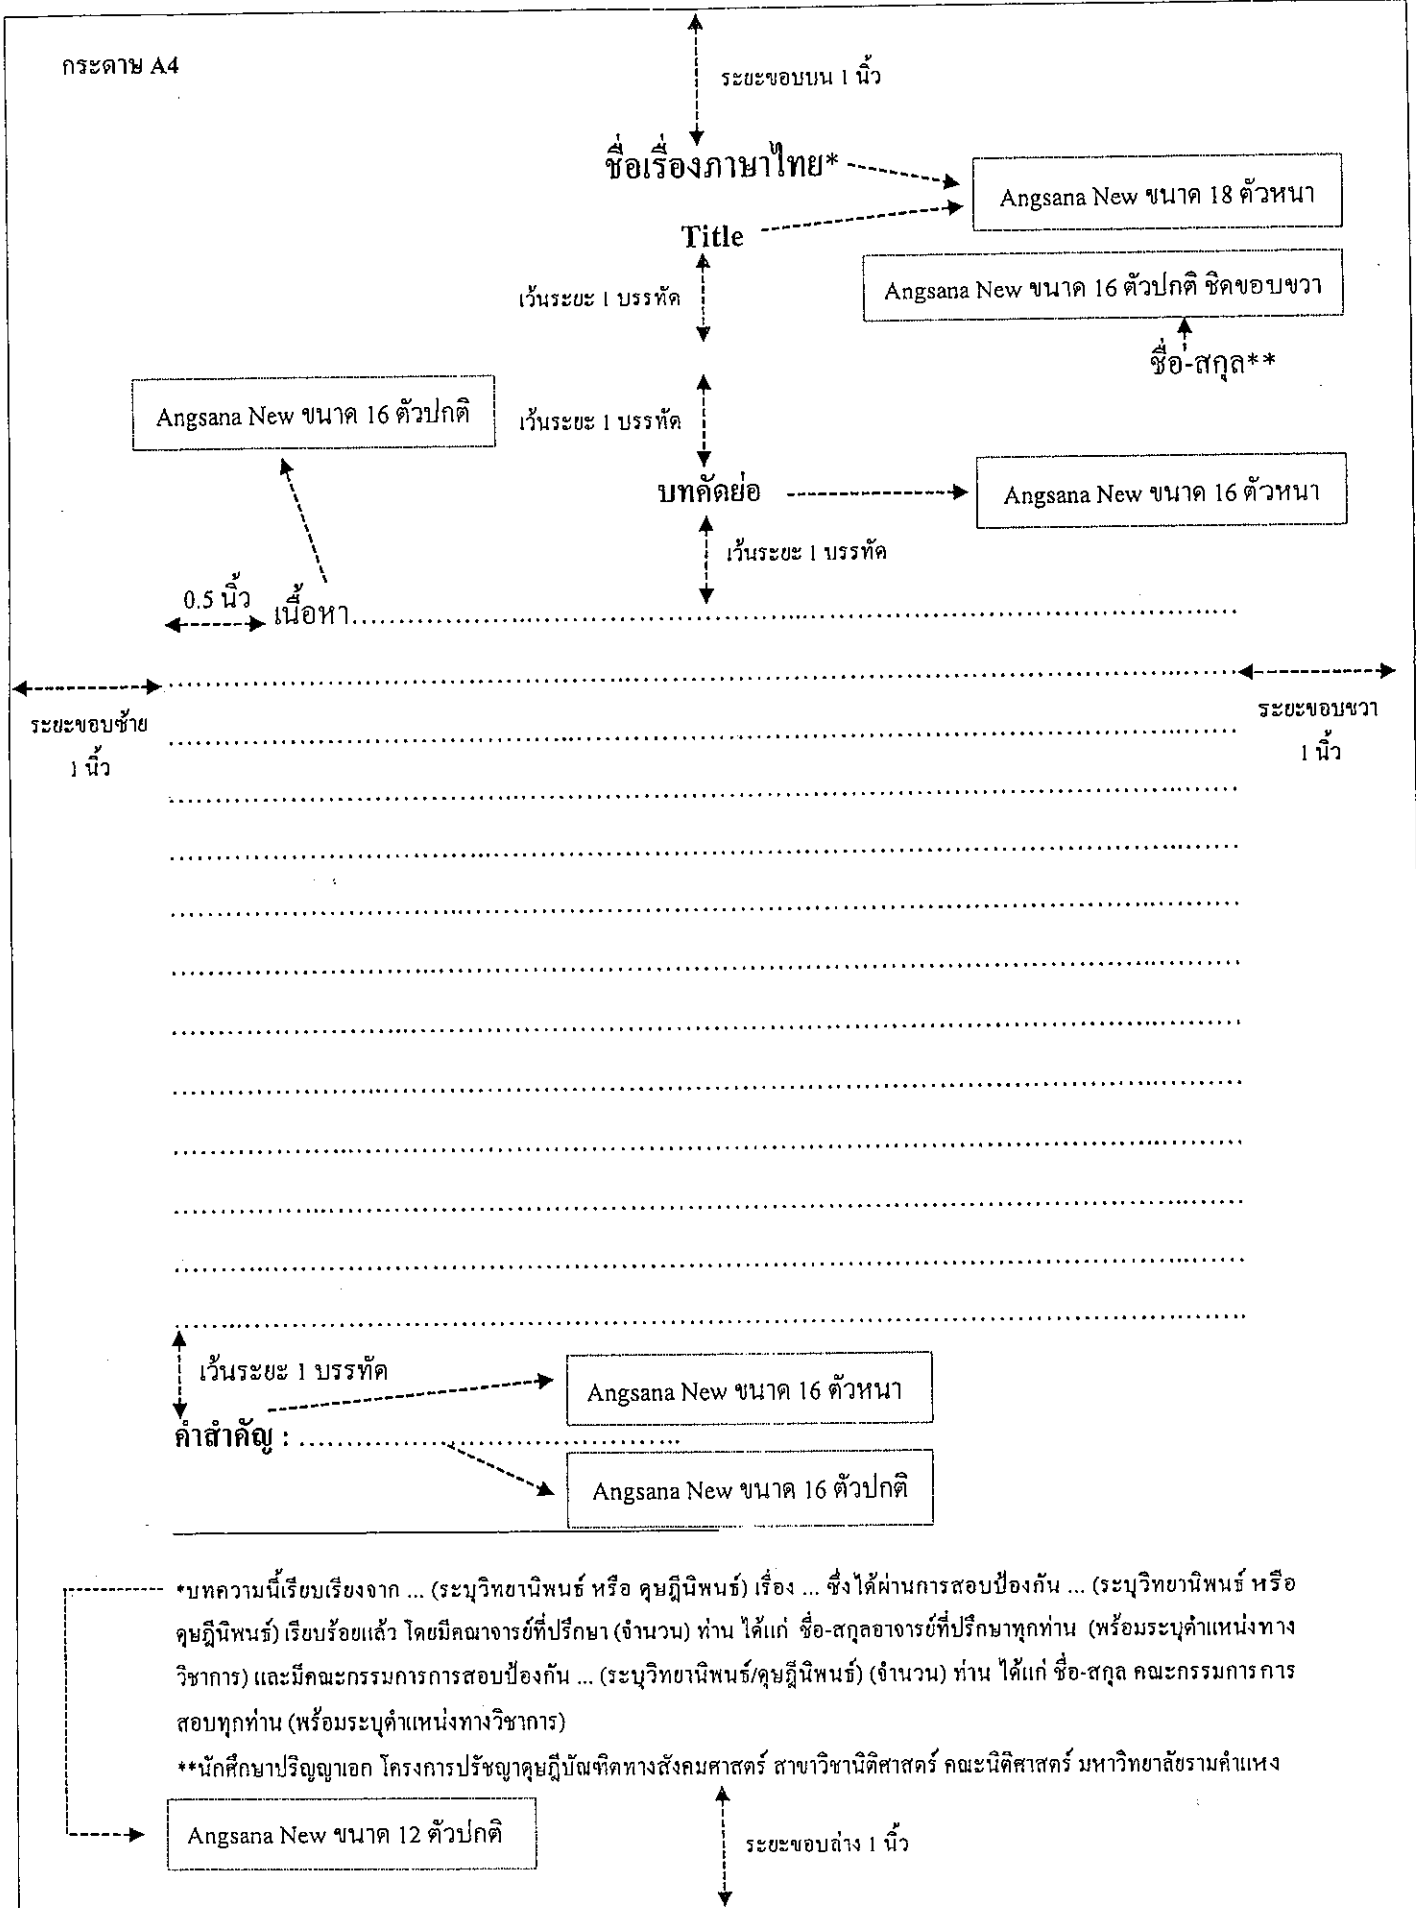 กระดาษ A4
ระยะขอบบน 1 นิ้ว
ชื่อเรื่องภาษาไทย*
Angsana New ขนาด 18 ตัวหนา
Title
เว้นระยะ 1 บรรทัด
Angsana New ขนาด 16 ตัวปกติ ชิดขอบขวา
ชื่อ-สกุล**
Angsana New ขนาด 16 ตัวปกติ
เว้นระยะ 1 บรรทัด
บทคัดย่อ
Angsana New ขนาด 16 ตัวหนา
เว้นระยะ 1 บรรทัด
0.5 นิ้ว
เนื้อหา
ระยะขอบซ้าย
1 นิ้ว
ระยะขอบขวา
1 นิ้ว
เว้นระยะ 1 บรรทัด
Angsana New ขนาด 16 ตัวหนา
คำสำคัญ :
Angsana New ขนาด 16 ตัวปกติ
*บทความนี้เรียบเรียงจาก ... (ระบุวิทยานิพนธ์ หรือ ดุษฎีนิพนธ์) เรื่อง ... ซึ่งได้ผ่านการสอบป้องกัน ... (ระบุวิทยานิพนธ์ หรือ
ดุษฎีนิพนธ์) เรียบร้อยแล้ว โดยมีคณาจารย์ที่ปรึกษา (จำนวน) ท่าน ได้แก่ ชื่อ-สกุลอาจารย์ที่ปรึกษาทุกท่าน (พร้อมระบุตำแหน่งทาง
วิชาการ) และมีคณะกรรมการการสอบป้องกัน ... (ระบุวิทยานิพนธ์/ดุษฎีนิพนธ์) (จำนวน) ท่าน ได้แก่ ชื่อ-สกุล คณะกรรมการการ
สอบทุกท่าน (พร้อมระบุตำแหน่งทางวิชาการ)
**นักศึกษาปริญญาเอก โครงการปรัชญาดุษฎีบัณฑิตทางสังคมศาสตร์ สาขาวิชานิติศาสตร์ คณะนิติศาสตร์ มหาวิทยาลัยรามคำแหง
Angsana New ขนาด 12 ตัวปกติ
ระยะขอบล่าง 1 นิ้ว